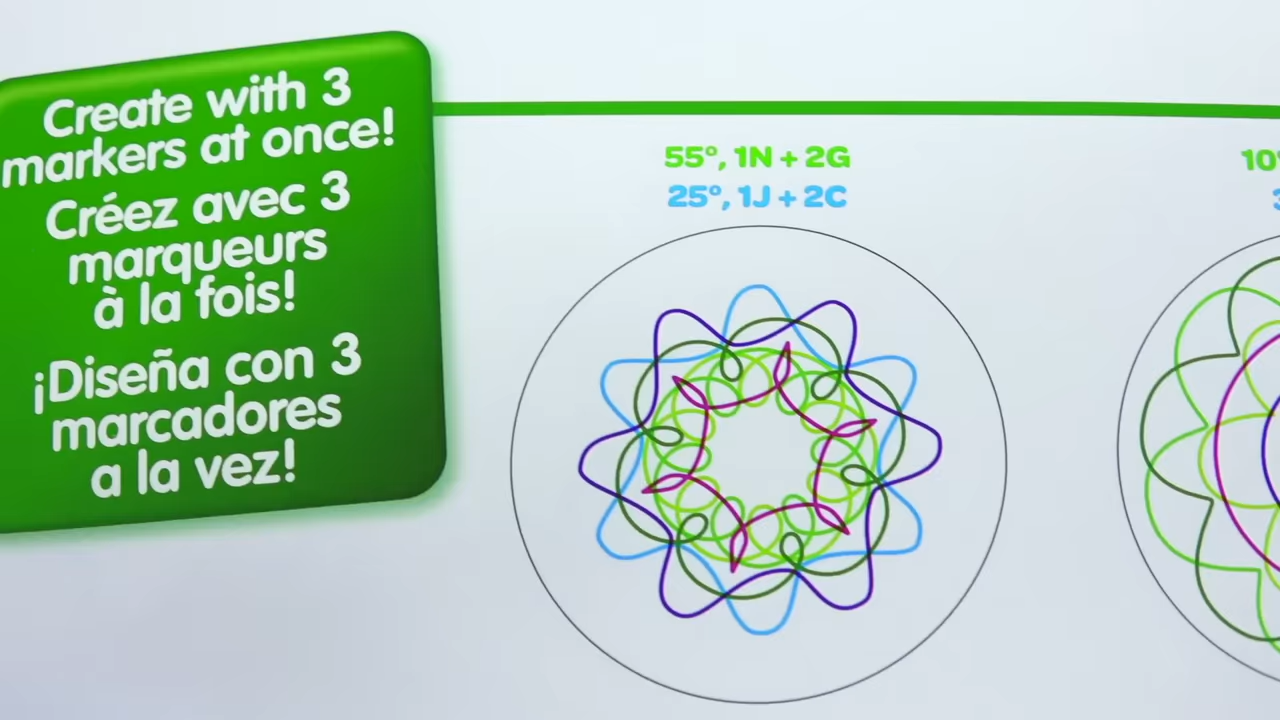 Create with 3
markers at once!
Créez avec 3
marqueurs
à la fois!
¡Diseña con 3
marcadores
a la vez!
55°, 1N + 2G
25°, 1J + 2C